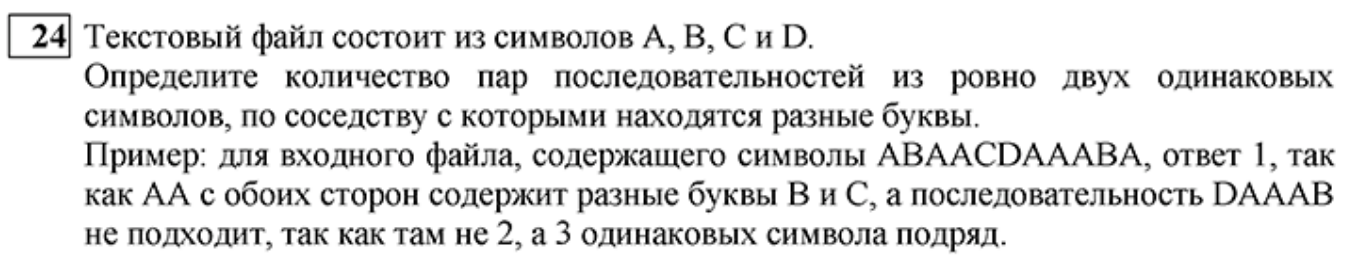 24 Текстовый файл состоит из символов A, B, C и D.
Определите количество пар последовательностей из ровно двух одинаковых
символов, по соседству с которыми находятся разные буквы.
Пример: для входного файла, содержащего символы ABAACDAAABA, ответ 1, так
как AA с обоих сторон содержит разные буквы B и C, а последовательность DAAAB
не подходит, так как там не 2, а 3 одинаковых символа подряд.